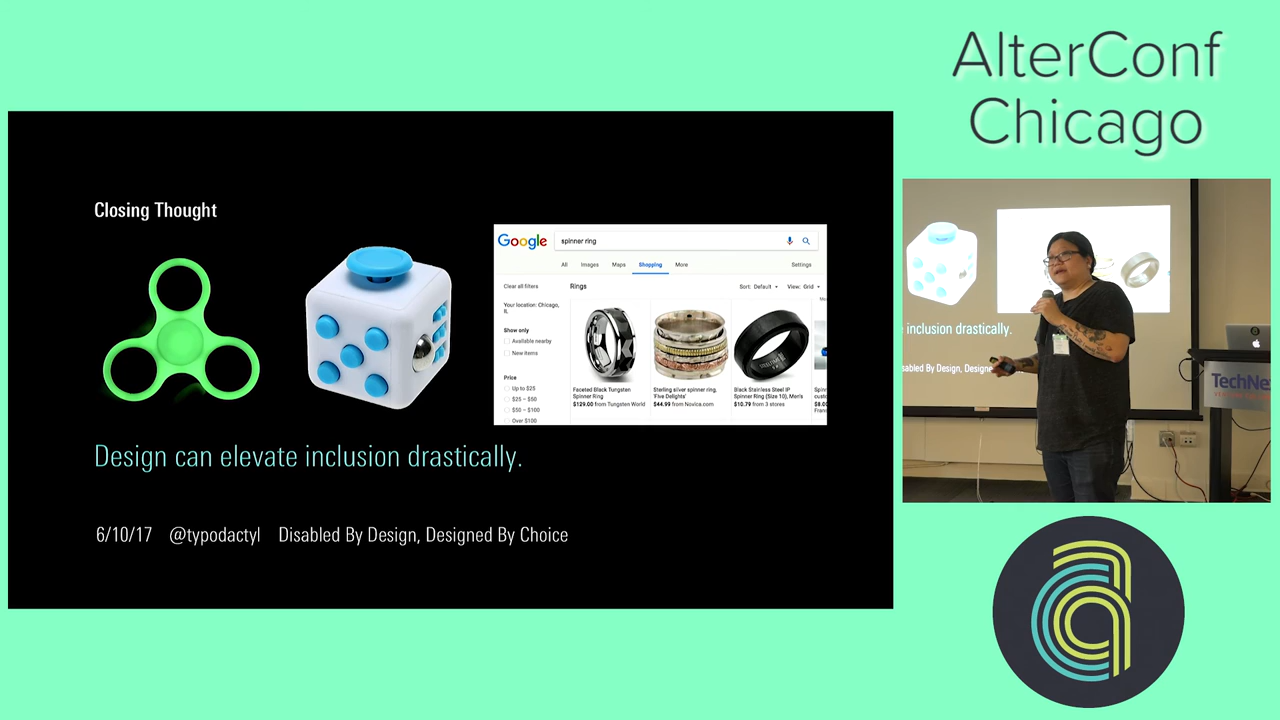 AlterConf
Chicago
Closing Thought
Google
spinner ring
All Images Maps Shopping More Settings
Clear all filters
Rings
Sort: Default
View: Grid
Your location: Chicago,
IL
Show only
Available nearby
New items
Price
Up to $25
$25 – $50
$50 – $100
Over $100
Faceted Black Tungsten
Spinner Ring
$129.00 from Tungsten World
Sterling silver spinner ring,
'Five Delights'
$44.99 from Novica.com
Black Stainless Steel IP
Spinner Ring (Size 10), Men's
$10.79 from 3 stores
Design can elevate inclusion drastically.
6/10/17 @typodactyl Disabled By Design, Designed By Choice
e inclusion drastically.
sabled By Design, Designe
TechNe